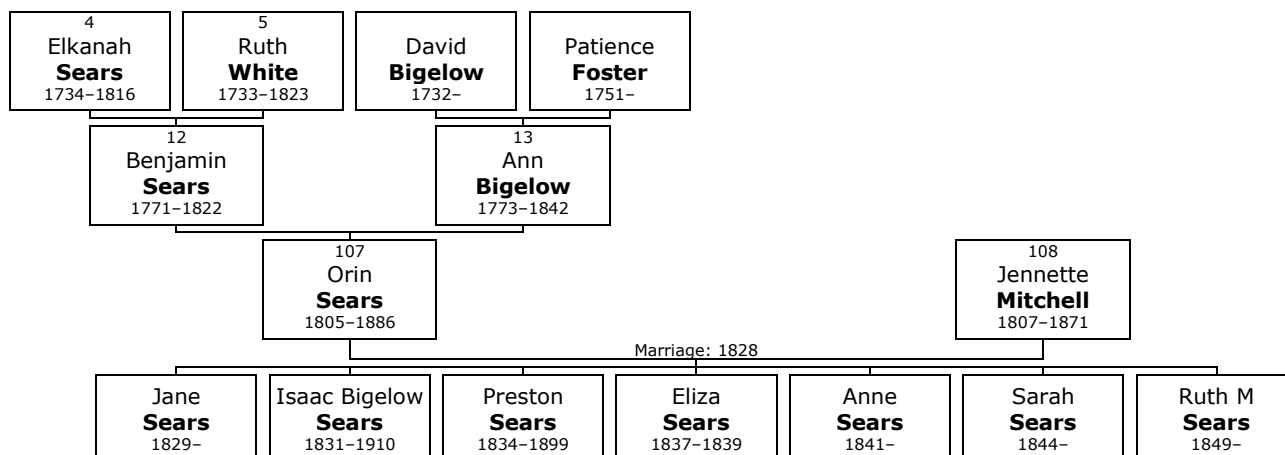 4
Elkanah
Sears
1734–1816
5
Ruth
White
1733–1823
David
Bigelow
1732–
Patience
Foster
1751–
12
Benjamin
Sears
1771–1822
13
Ann
Bigelow
1773–1842
107
Orin
Sears
1805–1886
108
Jennette
Mitchell
1807–1871
Marriage: 1828
Jane
Sears
1829–
Isaac Bigelow
Sears
1831–1910
Preston
Sears
1834–1899
Eliza
Sears
1837–1839
Anne
Sears
1841–
Sarah
Sears
1844–
Ruth M
Sears
1849–